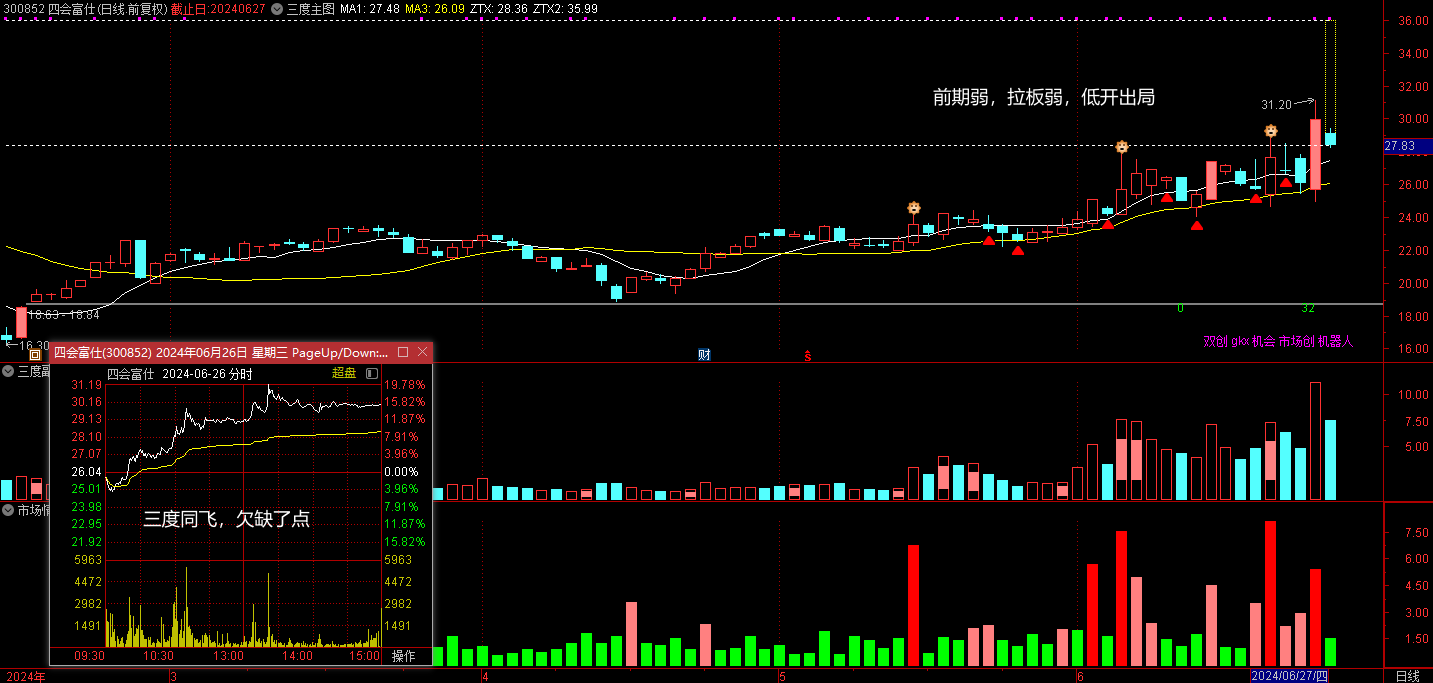 300852 四会富仕(日线.前复权) 截止日:20240627 三度主图 MA1: 27.48 MA3: 26.09 ZTX: 28.36 ZTX2: 35.99
36.00
34.00
前期弱，拉板弱，低开出局
32.00
31.20
30.00
27.83
26.00
24.00
22.00
20.00
18.63 - 18.84
0
32
18.00
16.30
双创 gkx机会 市场创 机器人
16.00
回
财
$
四会富仕(300852) 2024年06月26日 星期三 PageUp/Down:...
三度副
四会富仕 2024-06-26 分时 超盘
31.19 19.78%
30.16 15.82%
29.13 11.87%
28.10 7.91%
27.07 3.96%
26.04 0.00%
25.01 3.96%
23.98 7.91%
22.95 11.87%
21.92 15.82%
三度同飞，欠缺了点
5963 5963
4472 4472
2982 2982
1491 1491
09:30 10:30 13:00 14:00 15:00 操作
10.00
7.50
5.00
市场情
7.50
6.00
4.50
3.00
1.50
2024年 3 4 5 6 2024/06/27/四 日线